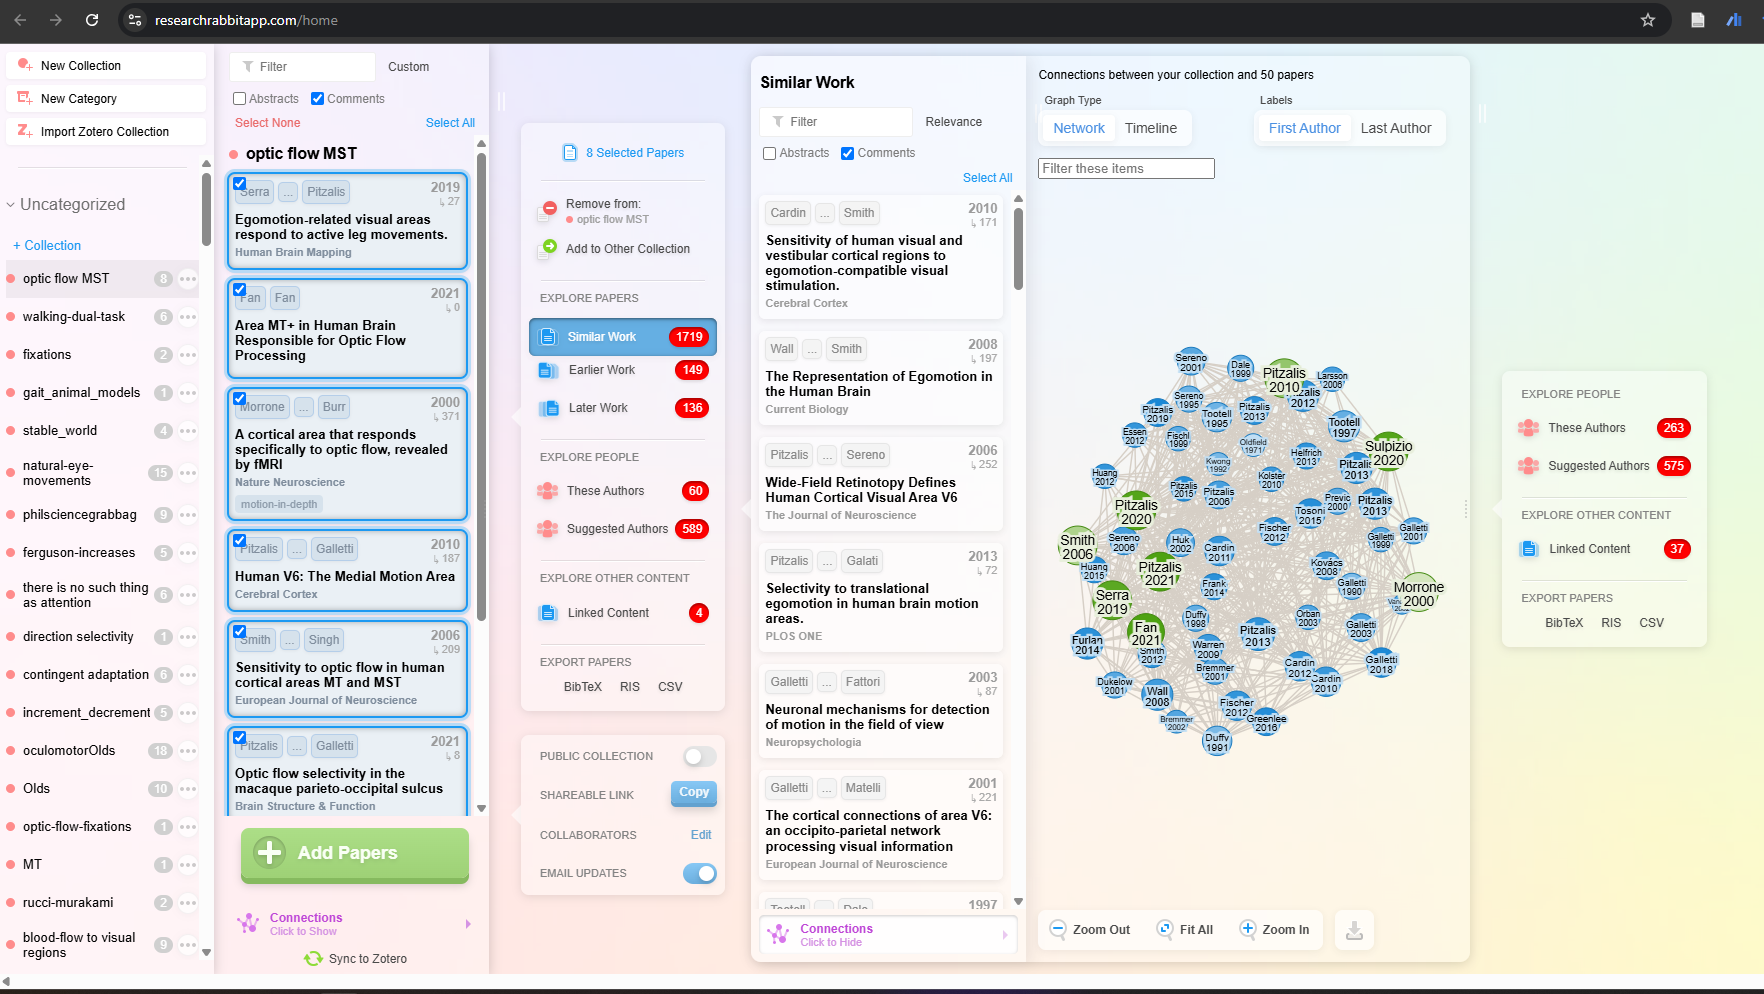 researchrabbitapp.com/home
New Collection
New Category
Import Zotero Collection
Uncategorized
+ Collection
optic flow MST 8
walking-dual-task 6
fixations 2
gait_animal_models 1
stable_world 4
natural-eye-
movements 15
philsciencegrabbag 9
ferguson-increases 5
there is no such thing
as attention 6
direction selectivity 1
contingent adaptation 6
increment_decrement 5
oculomotorOlds 18
Olds 10
optic-flow-fixations 1
MT 1
rucci-murakami 2
blood-flow to visual
regions 9
Filter Custom
Abstracts Comments
Select None Select All
optic flow MST
Serra ... Pitzalis 2019
27
Egomotion-related visual areas
respond to active leg movements.
Human Brain Mapping
Fan Fan 2021
0
Area MT+ in Human Brain
Responsible for Optic Flow
Processing
Morrone ... Burr 2000
371
A cortical area that responds
specifically to optic flow, revealed
by fMRI
Nature Neuroscience
motion-in-depth
Pitzalis ... Galletti 2010
187
Human V6: The Medial Motion Area
Cerebral Cortex
Smith ... Singh 2006
209
Sensitivity to optic flow in human
cortical areas MT and MST
European Journal of Neuroscience
Pitzalis ... Galletti 2021
8
Optic flow selectivity in the
macaque parieto-occipital sulcus
Brain Structure & Function
Add Papers
Connections
Click to Show
Sync to Zotero
8 Selected Papers
Remove from:
optic flow MST
Add to Other Collection
EXPLORE PAPERS
Similar Work 1719
Earlier Work 149
Later Work 136
EXPLORE PEOPLE
These Authors 60
Suggested Authors 589
EXPLORE OTHER CONTENT
Linked Content 4
EXPORT PAPERS
BibTeX RIS CSV
PUBLIC COLLECTION
SHAREABLE LINK Copy
COLLABORATORS Edit
EMAIL UPDATES
Similar Work
Filter Relevance
Abstracts Comments
Select All
Cardin ... Smith 2010
171
Sensitivity of human visual and
vestibular cortical regions to
egomotion-compatible visual
stimulation.
Cerebral Cortex
Wall ... Smith 2008
197
The Representation of Egomotion in
the Human Brain
Current Biology
Pitzalis ... Sereno 2006
252
Wide-Field Retinotopy Defines
Human Cortical Visual Area V6
The Journal of Neuroscience
Pitzalis ... Galati 2013
72
Selectivity to translational
egomotion in human brain motion
areas.
PLOS ONE
Galletti ... Fattori 2003
87
Neuronal mechanisms for detection
of motion in the field of view
Neuropsychologia
Galletti ... Matelli 2001
221
The cortical connections of area V6:
an occipito-parietal network
processing visual information
European Journal of Neuroscience
Tootell ... Dale 1997
Connections
Click to Hide
Connections between your collection and 50 papers
Graph Type Labels
Network Timeline First Author Last Author
Filter these items
Sereno
2001
Dale
1999
Pitzalis
2010
Larsson
2006
Pitzalis
2012
Sereno
1995
Pitzalis
2019
Tootell
1995
Pitzalis
2013
Tootell
1997
Essen
2012
Fischl
1999
Oldfield
1971
Helfrich
2013
Sulpizio
2020
Huang
2012
Kwong
1992
Kolster
2010
Pitzalis
2013
Pitzalis
2015
Pitzalis
2006
Previc
2000
Pitzalis
2013
Pitzalis
2020
Tosoni
2015
Smith
2006
Sereno
2006
Huk
2002
Cardin
2011
Fischer
2012
Galletti
1999
Galletti
2001
Huang
2015
Pitzalis
2021
Kovács
2008
Frank
2014
Galletti
1990
Morrone
2000
Serra
2019
Duffy
1998
Orban
2003
Fan
2021
Pitzalis
2013
Galletti
2003
Furlan
2014
Smith
2012
Warren
2009
Bremmer
2001
Cardin
2012
Galletti
2018
Dukelow
2001
Wall
2008
Cardin
2010
Fischer
2012
Bremmer
2002
Greenlee
2016
Duffy
1991
Zoom Out Fit All Zoom In
EXPLORE PEOPLE
These Authors 263
Suggested Authors 575
EXPLORE OTHER CONTENT
Linked Content 37
EXPORT PAPERS
BibTeX RIS CSV